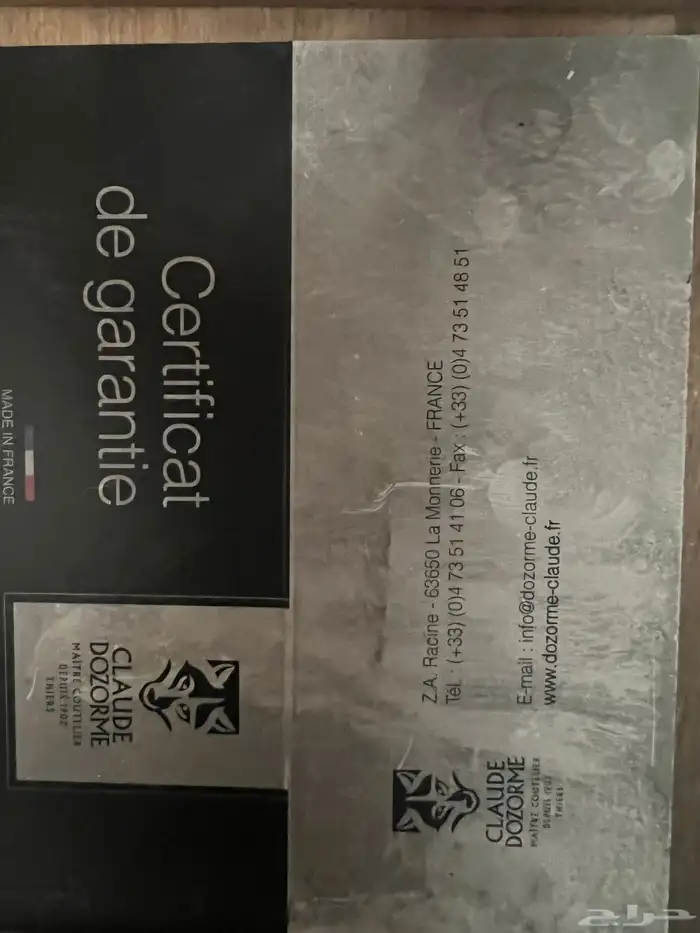 Certificat
de garantie
MADE IN FRANCE
CLAUDE
DOZORME
MAÎTRE COUTELIER
DEPUIS 1902
THIERS
Z.A. Racine - 63650 La Monnerie - FRANCE
Tél. : (+33) (0)4 73 51 41 06 - Fax : (+33) (0)4 73 51 48 51
E-mail : info@dozorme-claude.fr
www.dozorme-claude.fr
CLAUDE
DOZORME
MAÎTRE COUTELIER
DEPUIS 1902
THIERS
حراج